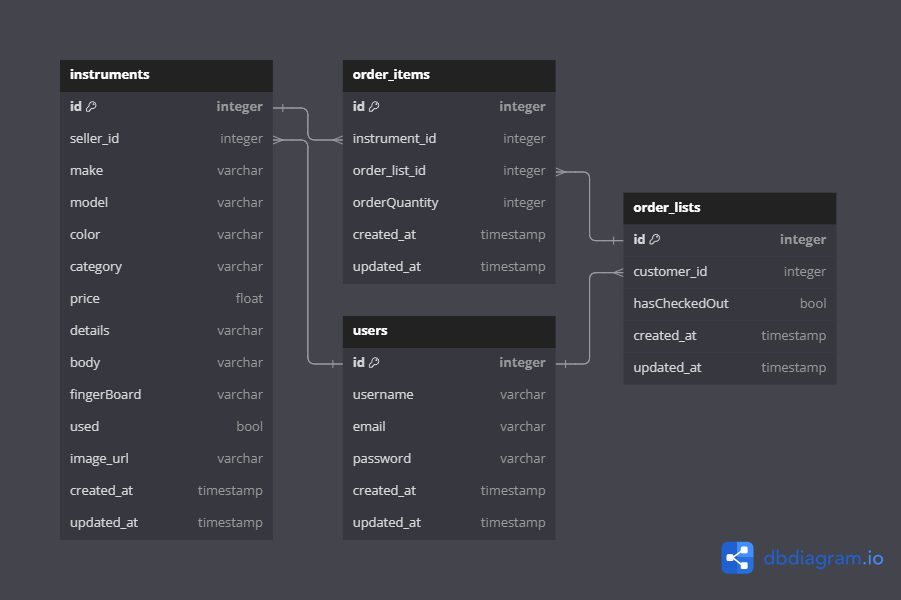 instruments
id integer
seller_id integer
make varchar
model varchar
color varchar
category varchar
price float
details varchar
body varchar
fingerBoard varchar
used bool
image_url varchar
created_at timestamp
updated_at timestamp
order_items
id integer
instrument_id integer
order_list_id integer
orderQuantity integer
created_at timestamp
updated_at timestamp
users
id integer
username varchar
email varchar
password varchar
created_at timestamp
updated_at timestamp
order_lists
id integer
customer_id integer
hasCheckedOut bool
created_at timestamp
updated_at timestamp
dbdiagram.io